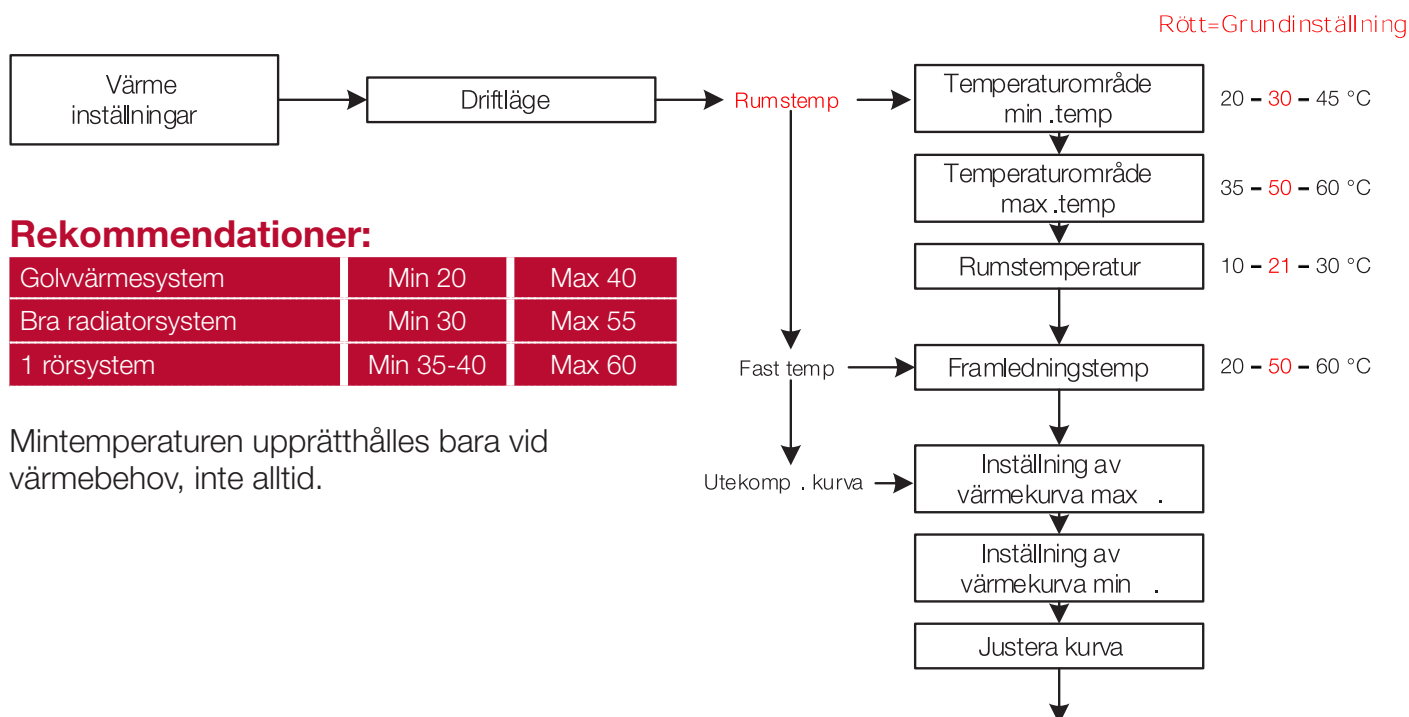 Rött=Grundinställning
Värme
inställningar
Driftläge
Rumstemp
Temperaturområde
min .temp
20 – 30 – 45 °C
Temperaturområde
max .temp
35 – 50 – 60 °C
Rumstemperatur
10 – 21 – 30 °C
Fast temp
Framledningstemp
20 – 50 – 60 °C
Utekomp . kurva
Inställning av
värmekurva max .
Inställning av
värmekurva min .
Justera kurva
Rekommendationer:
Golvvärmesystem Min 20 Max 40
Bra radiatorsystem Min 30 Max 55
1 rörsystem Min 35-40 Max 60
Mintemperaturen upprätthålles bara vid
värmebehov, inte alltid.